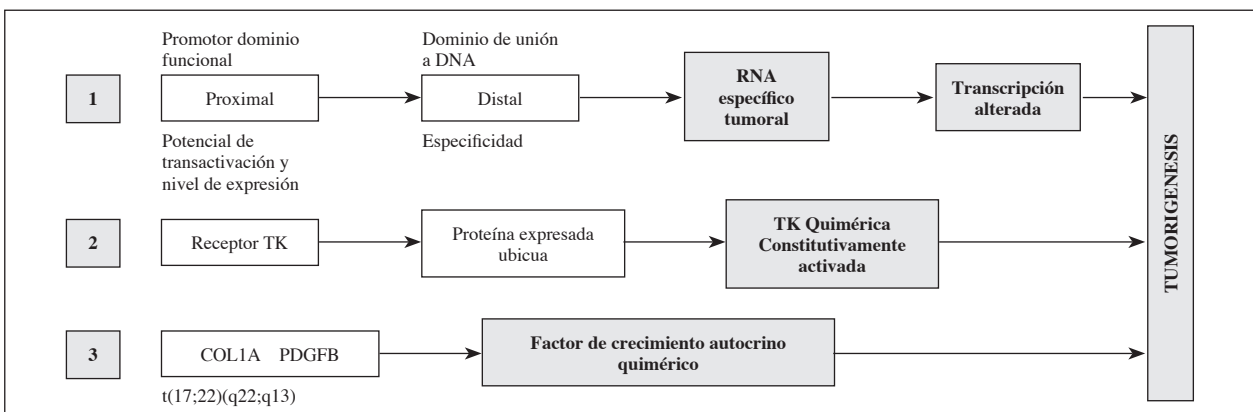 Promotor dominio
funcional
Dominio de unión
a DNA
1
Proximal
Distal
RNA
específico
tumoral
Transcripción
alterada
Potencial de
transactivación y
nivel de expresión
Especificidad
2
Receptor TK
Proteína expresada
ubicua
TK Quimérica
Constitutivamente
activada
3
COL1A PDGFB
Factor de crecimiento autocrino
quimérico
t(17;22)(q22;q13)
TUMORIGENESIS